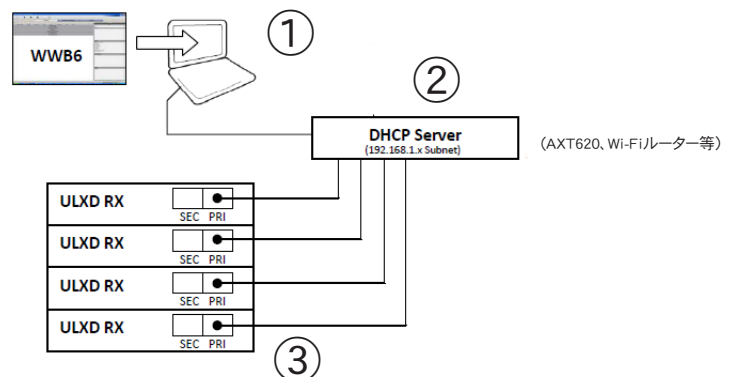 ①
WWB6
②
DHCP Server
(192.168.1.x Subnet)
（AXT620、Wi-Fiルーター等）
ULXD RX
SEC PRI
ULXD RX
SEC PRI
ULXD RX
SEC PRI
ULXD RX
SEC PRI
③